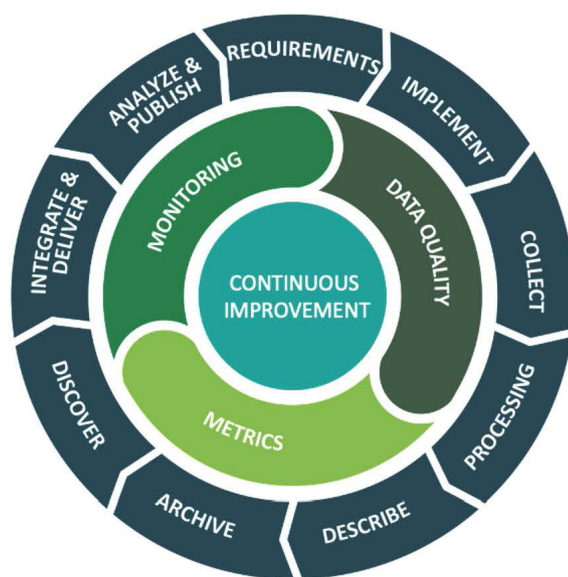 REQUIREMENTS
IMPLEMENT
COLLECT
PROCESSING
DESCRIBE
ARCHIVE
DISCOVER
INTEGRATE &
DELIVER
ANALYZE &
PUBLISH
MONITORING
DATA QUALITY
METRICS
CONTINUOUS
IMPROVEMENT